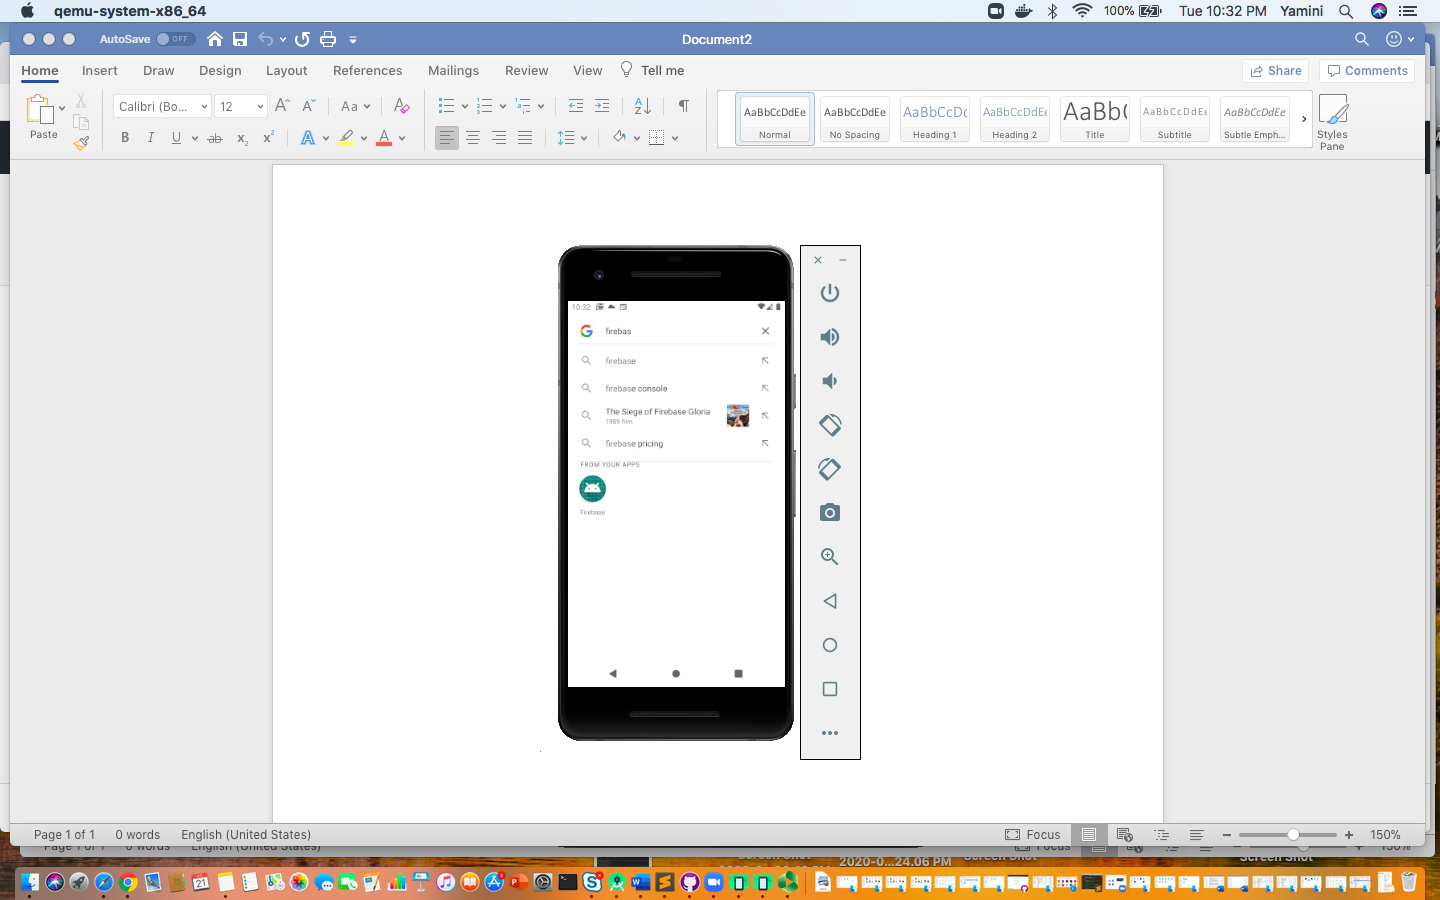 qemu-system-x86_64
100%
Tue 10:32 PM
Yamini
AutoSave
OFF
Document2
Home
Insert
Draw
Design
Layout
References
Mailings
Review
View
Tell me
Share
Comments
Paste
Calibri (Bo...
12
AaBbCcDdEe
Normal
AaBbCcDdEe
No Spacing
AaBbCcDc
Heading 1
AaBbCcDdEe
Heading 2
AaBbC
Title
AaBbCcDdEe
Subtitle
AaBbCcDdEe
Subtle Emph...
Styles
Pane
10:32
firebas
firebase
firebase console
The Siege of Firebase Gloria
1989 film
firebase pricing
FROM YOUR APPS
Firebase
Page 1 of 1
0 words
English (United States)
Focus
150%
2020-0...24.06 PM
Screen Shot